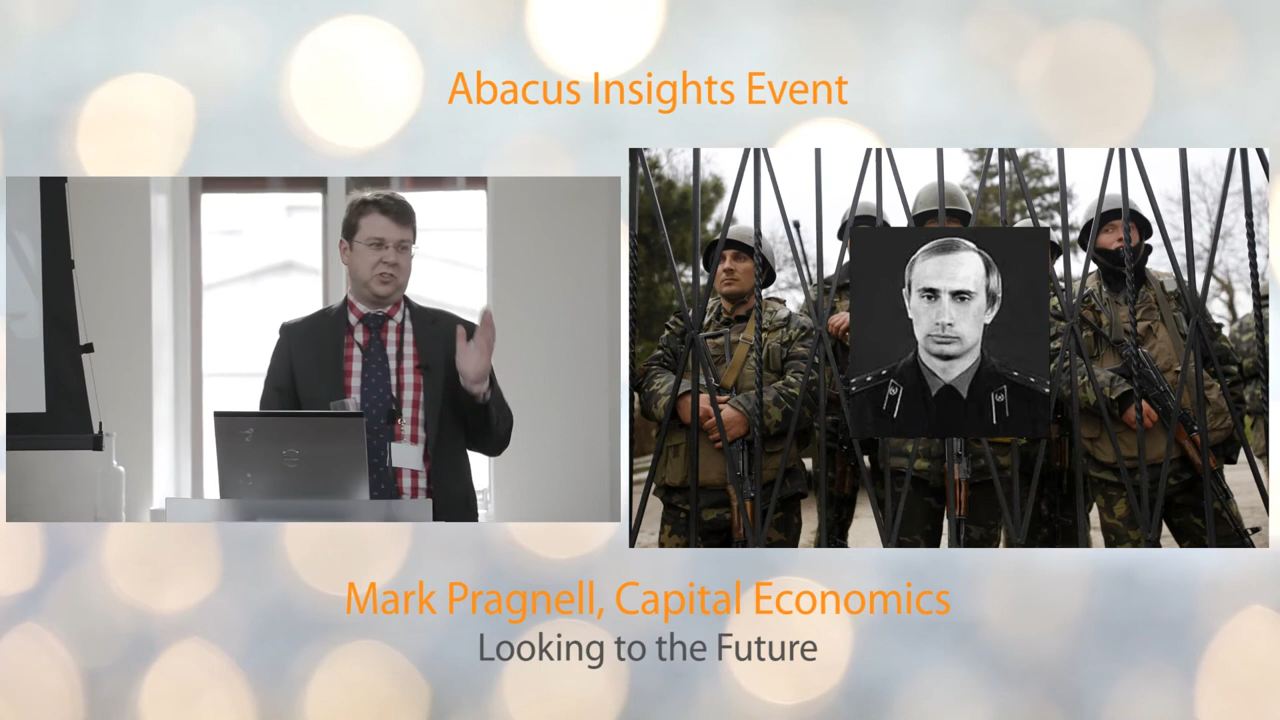 Abacus Insights Event
Mark Pragnell, Capital Economics
Looking to the Future